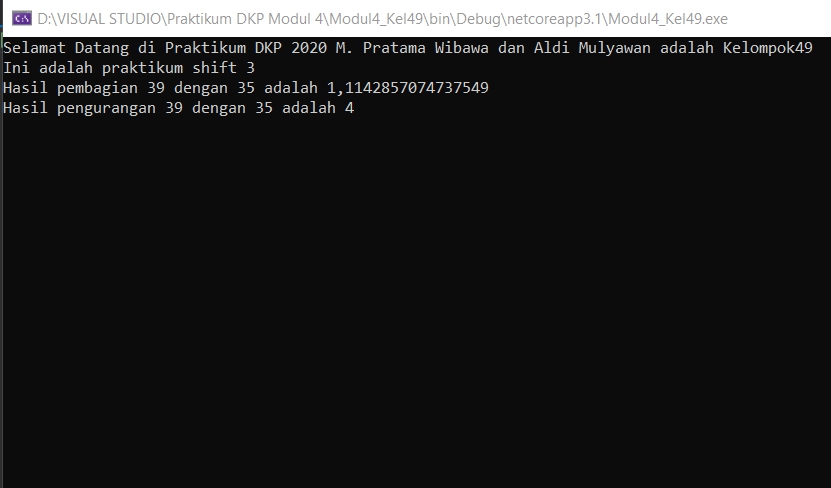 D:\VISUAL STUDIO\Praktikum DKP Modul 4\Modul4_Kel49\bin\Debug\netcoreapp3.1\Modul4_Kel49.exe
Selamat Datang di Praktikum DKP 2020 M. Pratama Wibawa dan Aldi Mulyawan adalah Kelompok49
Ini adalah praktikum shift 3
Hasil pembagian 39 dengan 35 adalah 1,1142857074737549
Hasil pengurangan 39 dengan 35 adalah 4